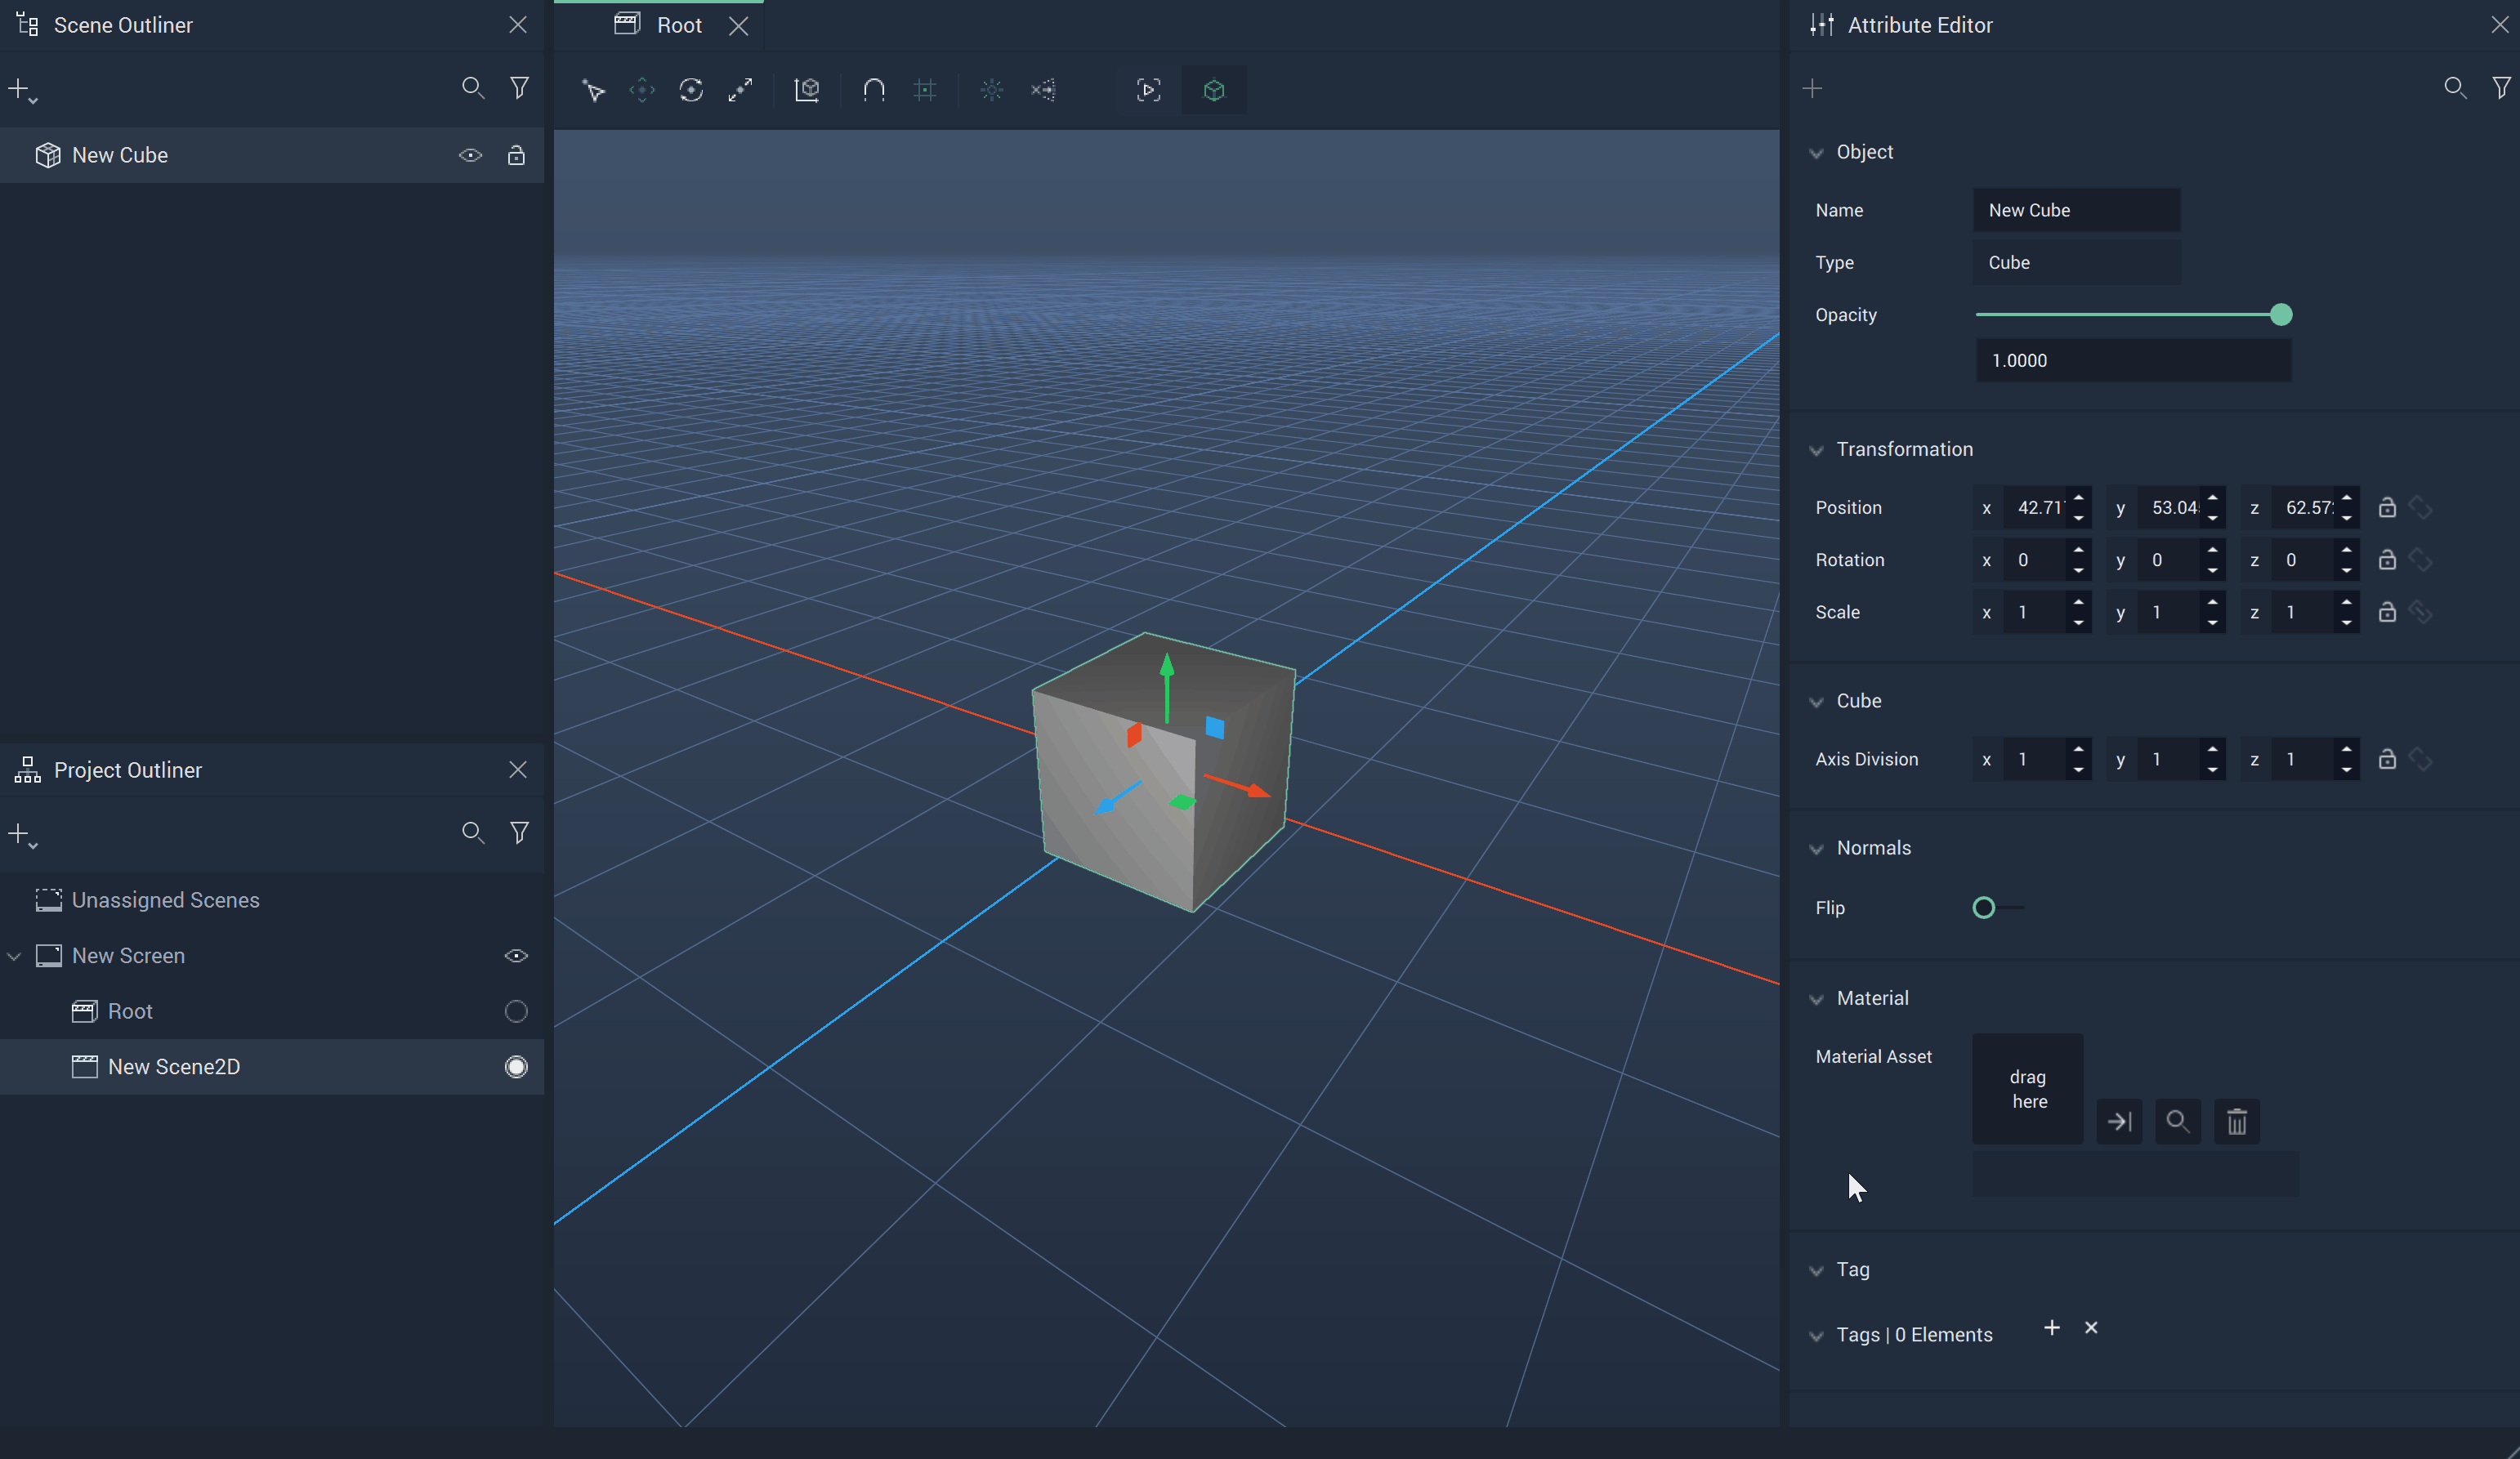 Scene Outliner
New Cube
Project Outliner
Unassigned Scenes
New Screen
Root
New Scene2D
Root
Attribute Editor
Object
Name New Cube
Type Cube
Opacity
1.0000
Transformation
Position x 42.71 y 53.04 z 62.57
Rotation x 0 y 0 z 0
Scale x 1 y 1 z 1
Cube
Axis Division x 1 y 1 z 1
Normals
Flip
Material
Material Asset
drag
here
Tag
Tags | 0 Elements